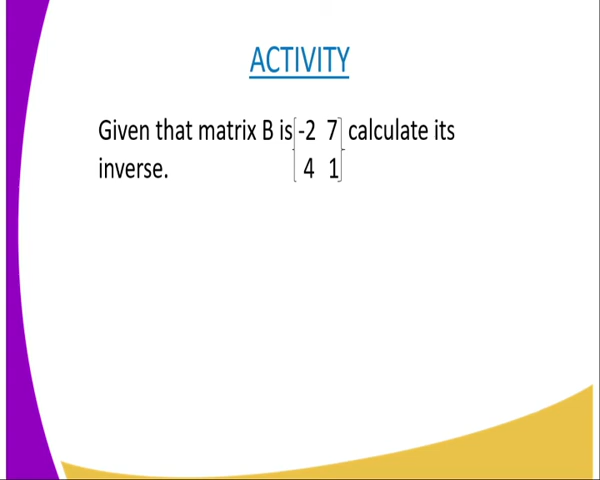 ACTIVITY
Given that matrix B is -2 7 calculate its
inverse. 4 1